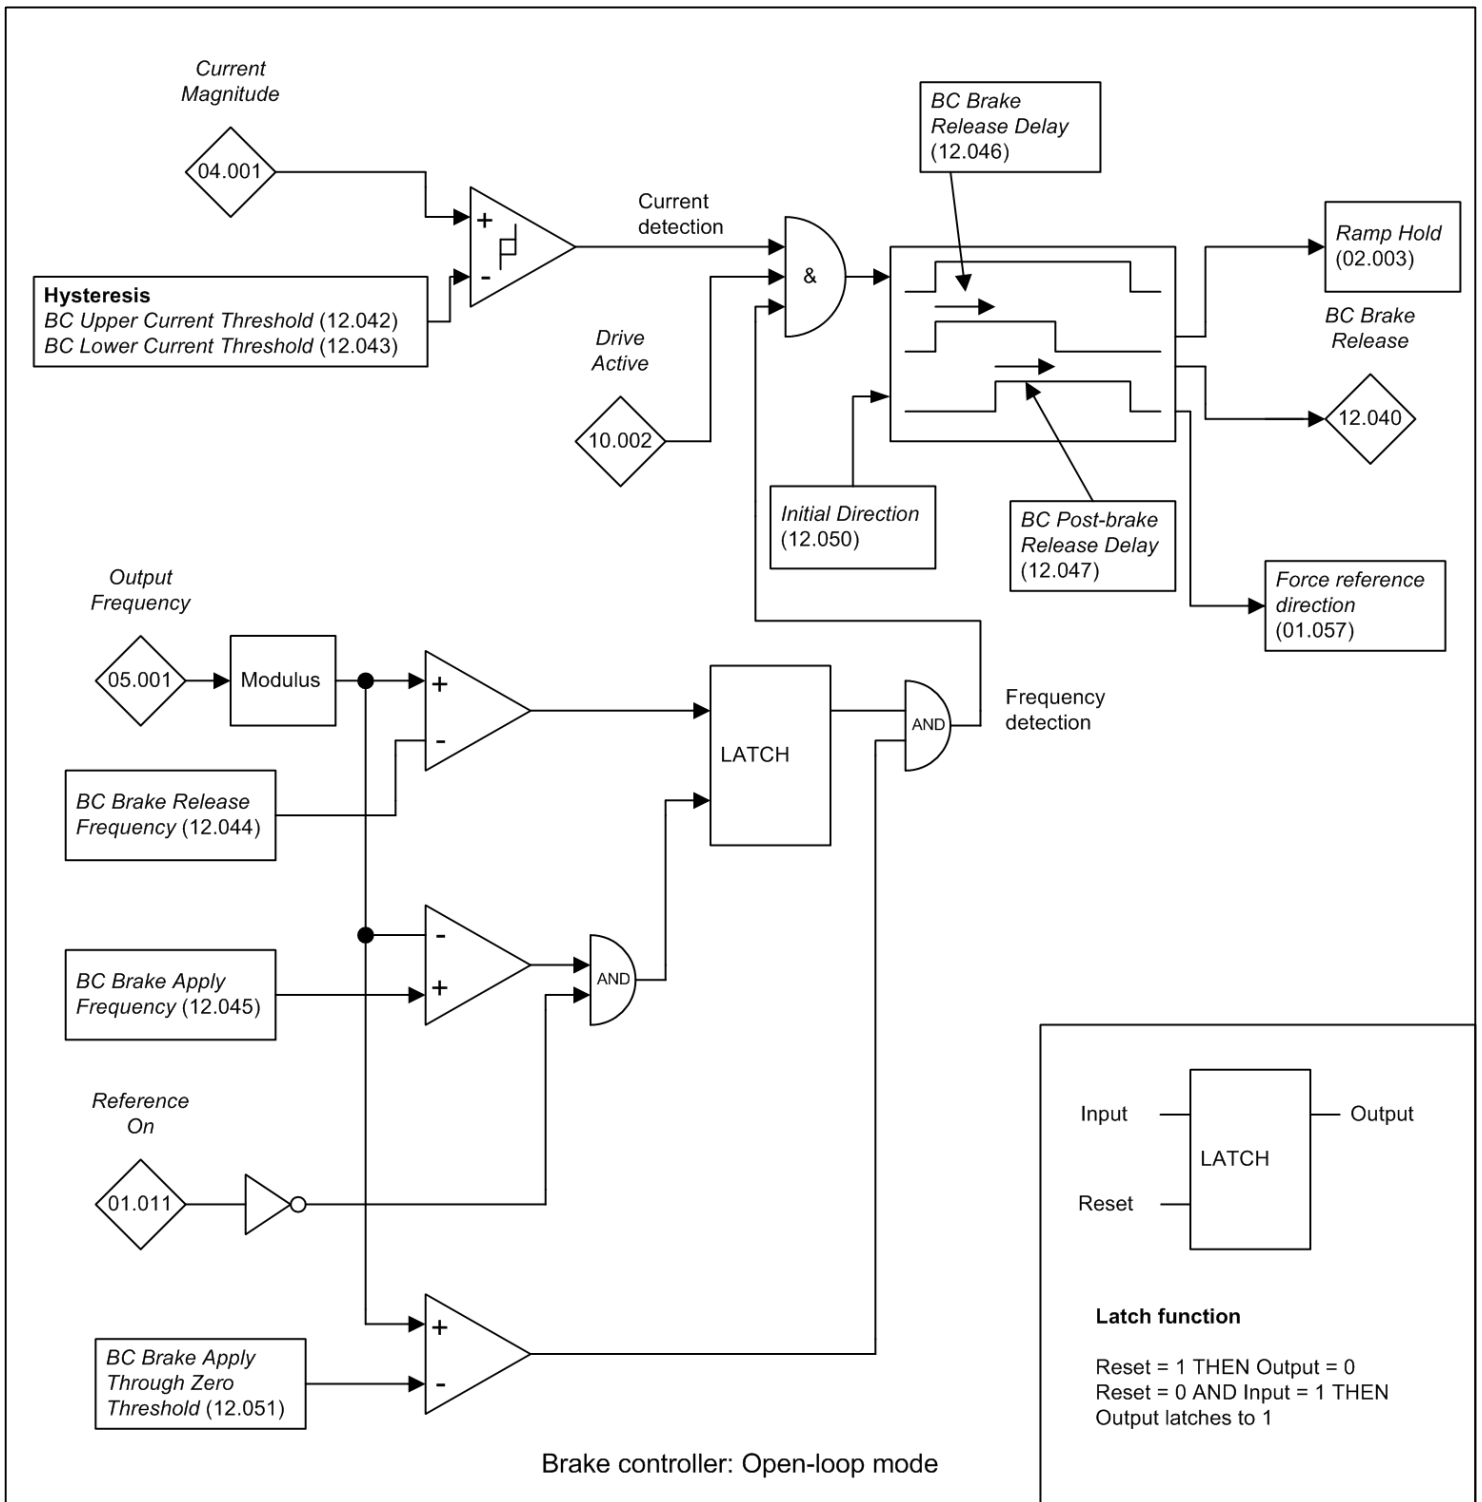 Current
Magnitude
04.001
+
-
Hysteresis
BC Upper Current Threshold (12.042)
BC Lower Current Threshold (12.043)
Current
detection
&
BC Brake
Release Delay
(12.046)
Ramp Hold
(02.003)
BC Brake
Release
12.040
Drive
Active
10.002
Initial Direction
(12.050)
BC Post-brake
Release Delay
(12.047)
Force reference
direction
(01.057)
Output
Frequency
05.001
Modulus
+
-
LATCH
AND
Frequency
detection
BC Brake Release
Frequency (12.044)
-
+
AND
BC Brake Apply
Frequency (12.045)
Reference
On
01.011
+
-
BC Brake Apply
Through Zero
Threshold (12.051)
Input
Output
LATCH
Reset
Latch function
Reset = 1 THEN Output = 0
Reset = 0 AND Input = 1 THEN
Output latches to 1
Brake controller: Open-loop mode